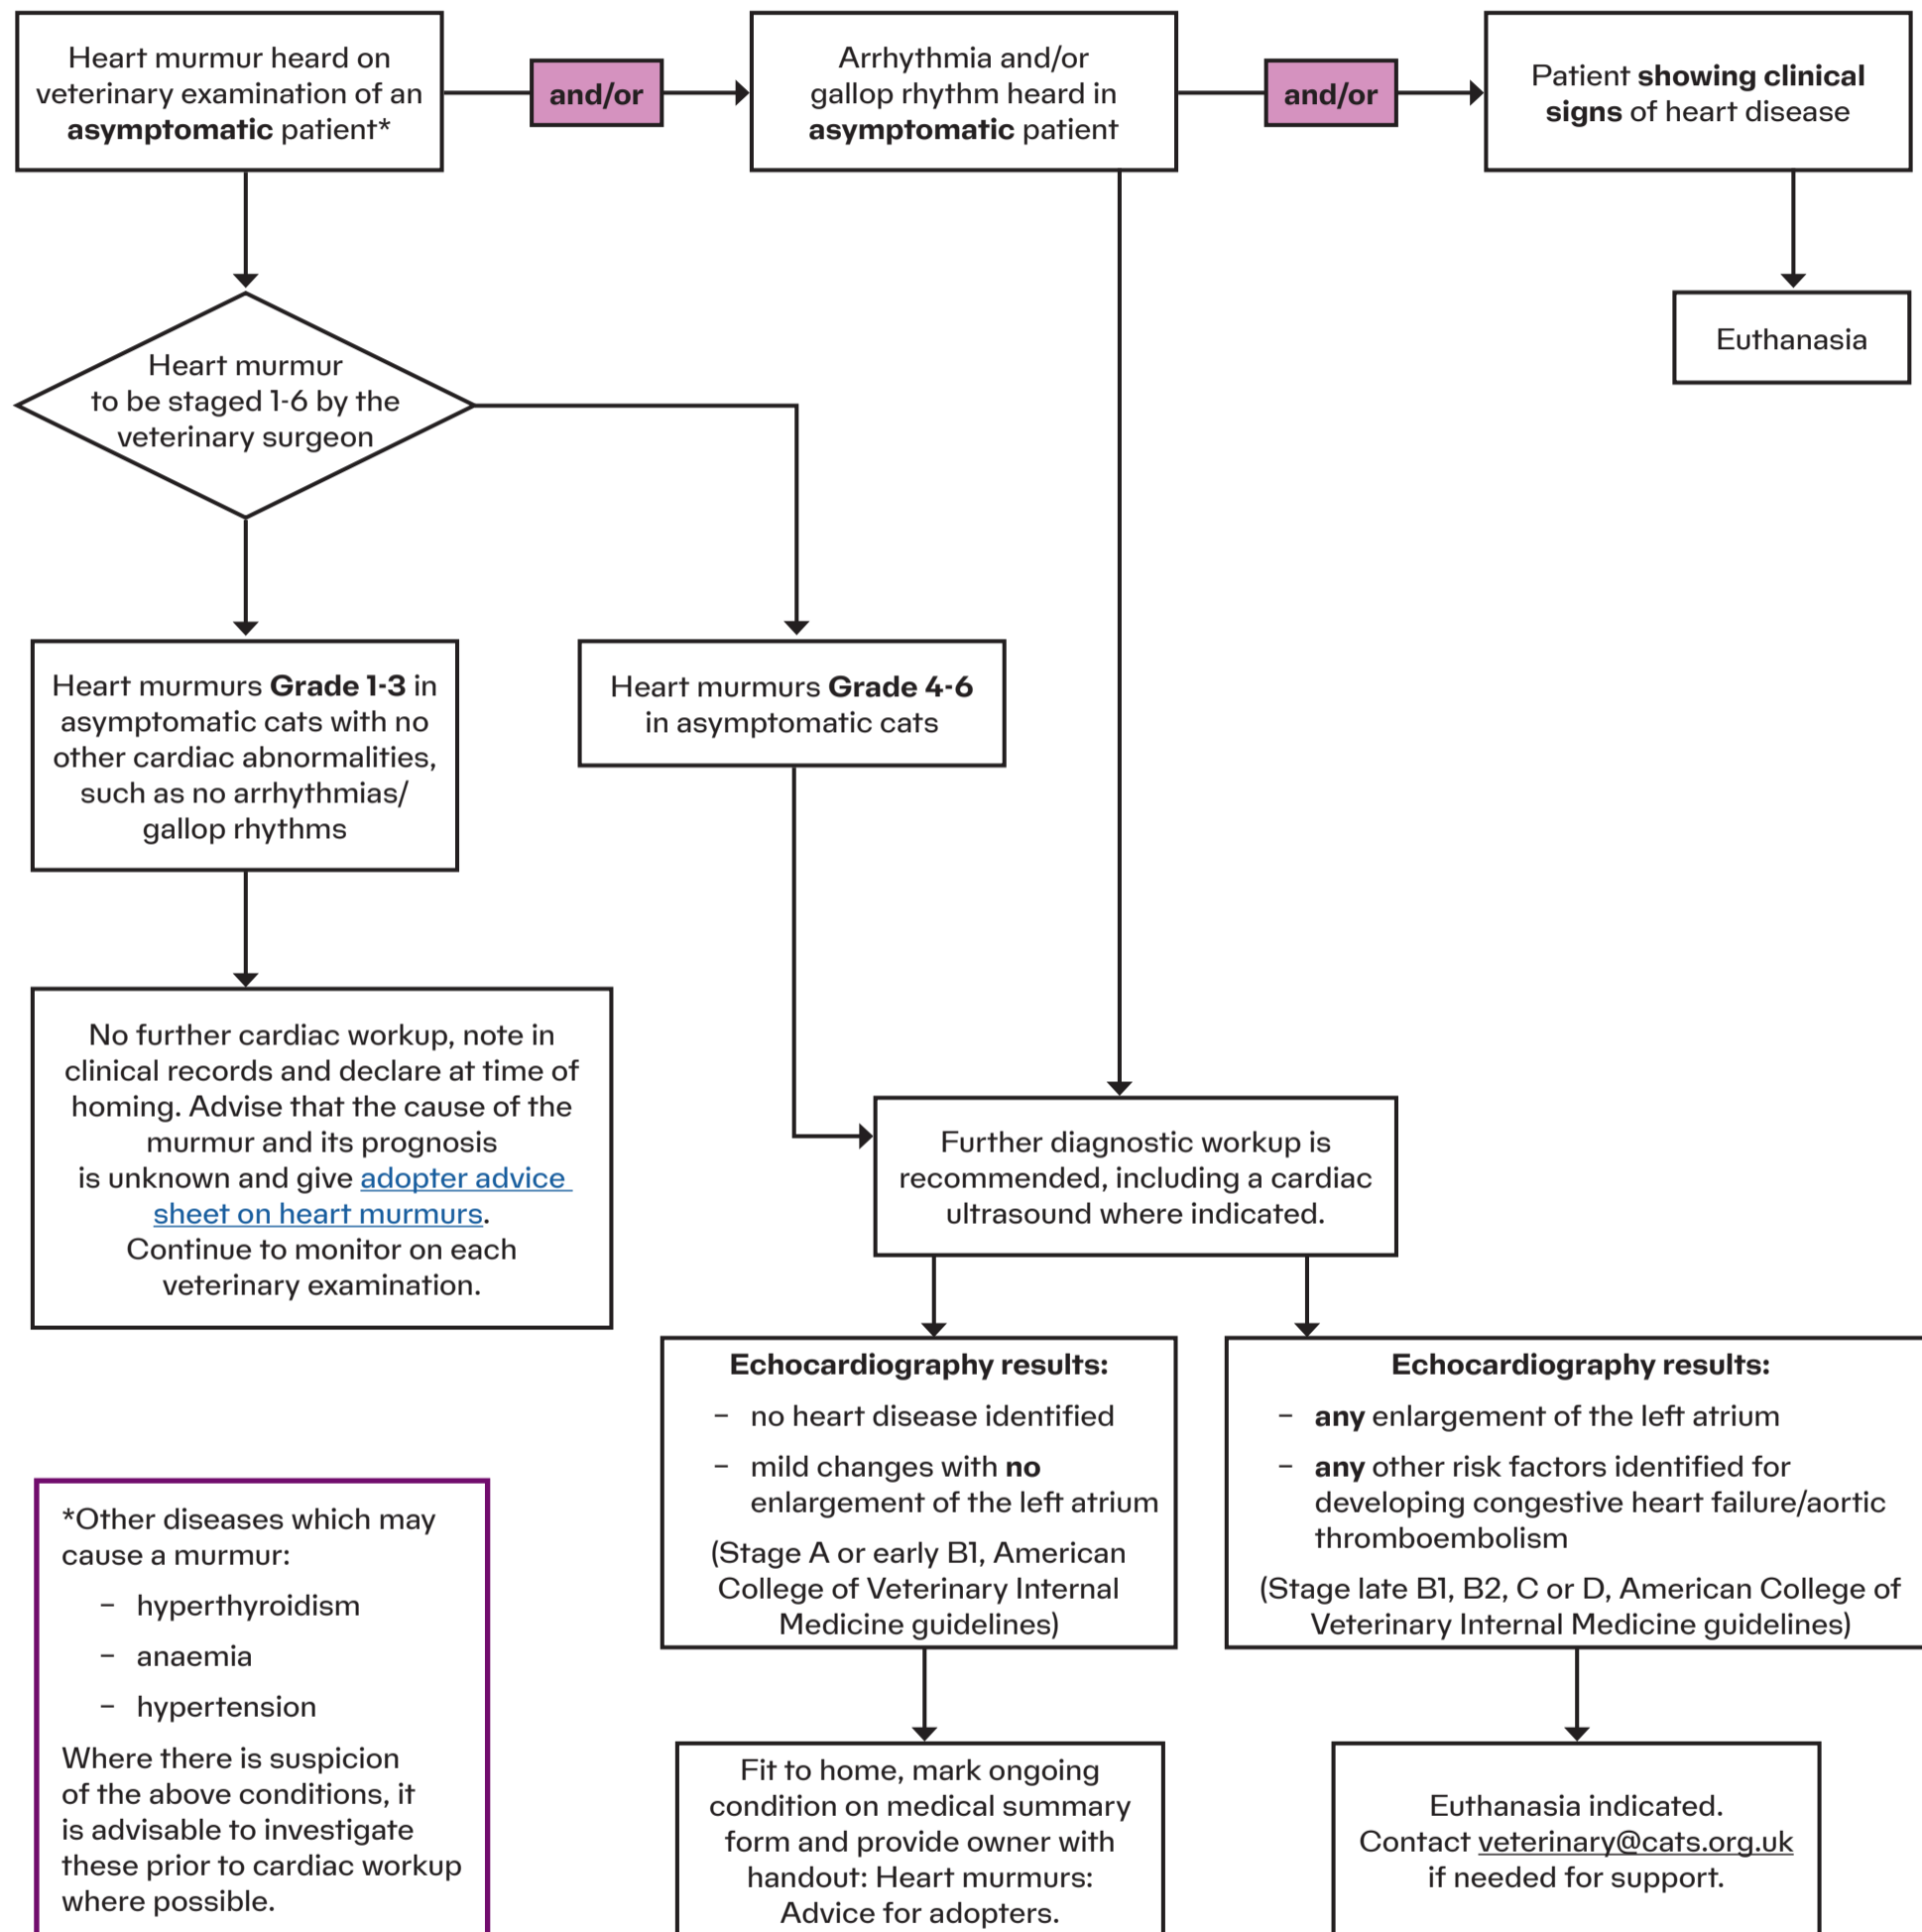 Heart murmur heard on
veterinary examination of an
asymptomatic patient*
and/or
Arrhythmia and/or
gallop rhythm heard in
asymptomatic patient
and/or
Patient showing clinical
signs of heart disease
Euthanasia
Heart murmur
to be staged 1-6 by the
veterinary surgeon
Heart murmurs Grade 1-3 in
asymptomatic cats with no
other cardiac abnormalities,
such as no arrhythmias/
gallop rhythms
Heart murmurs Grade 4-6
in asymptomatic cats
No further cardiac workup, note in
clinical records and declare at time of
homing. Advise that the cause of the
murmur and its prognosis
is unknown and give adopter advice
sheet on heart murmurs.
Continue to monitor on each
veterinary examination.
Further diagnostic workup is
recommended, including a cardiac
ultrasound where indicated.
Echocardiography results:
– no heart disease identified
– mild changes with no
enlargement of the left atrium
(Stage A or early B1, American
College of Veterinary Internal
Medicine guidelines)
Echocardiography results:
– any enlargement of the left atrium
– any other risk factors identified for
developing congestive heart failure/aortic
thromboembolism
(Stage late B1, B2, C or D, American College of
Veterinary Internal Medicine guidelines)
*Other diseases which may
cause a murmur:
– hyperthyroidism
– anaemia
– hypertension
Where there is suspicion
of the above conditions, it
is advisable to investigate
these prior to cardiac workup
where possible.
Fit to home, mark ongoing
condition on medical summary
form and provide owner with
handout: Heart murmurs:
Advice for adopters.
Euthanasia indicated.
Contact veterinary@cats.org.uk
if needed for support.